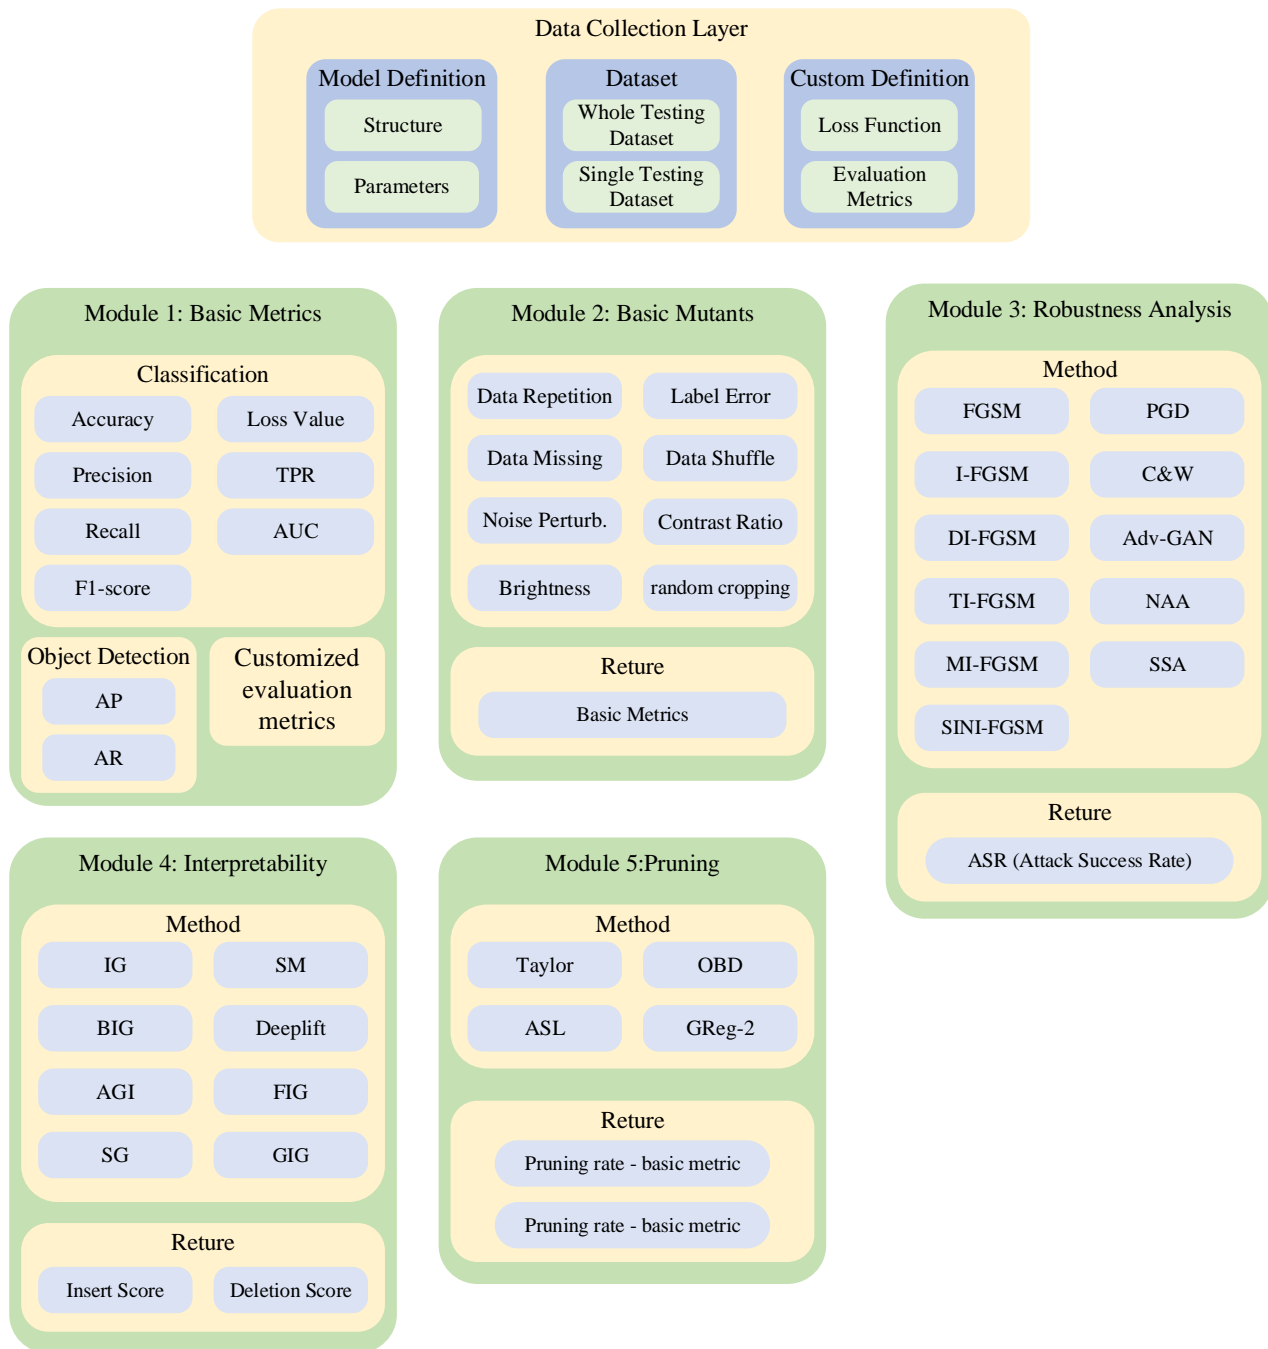 Data Collection Layer
Model Definition
Structure
Parameters
Dataset
Whole Testing
Dataset
Single Testing
Dataset
Custom Definition
Loss Function
Evaluation
Metrics
Module 1: Basic Metrics
Classification
Accuracy
Loss Value
Precision
TPR
Recall
AUC
F1-score
Object Detection
AP
AR
Customized
evaluation
metrics
Module 2: Basic Mutants
Data Repetition
Label Error
Data Missing
Data Shuffle
Noise Perturb.
Contrast Ratio
Brightness
random cropping
Reture
Basic Metrics
Module 3: Robustness Analysis
Method
FGSM
PGD
I-FGSM
C&W
DI-FGSM
Adv-GAN
TI-FGSM
NAA
MI-FGSM
SSA
SINI-FGSM
Reture
ASR (Attack Success Rate)
Module 4: Interpretability
Method
IG
SM
BIG
Deeplift
AGI
FIG
SG
GIG
Reture
Insert Score
Deletion Score
Module 5:Pruning
Method
Taylor
OBD
ASL
GReg-2
Reture
Pruning rate - basic metric
Pruning rate - basic metric